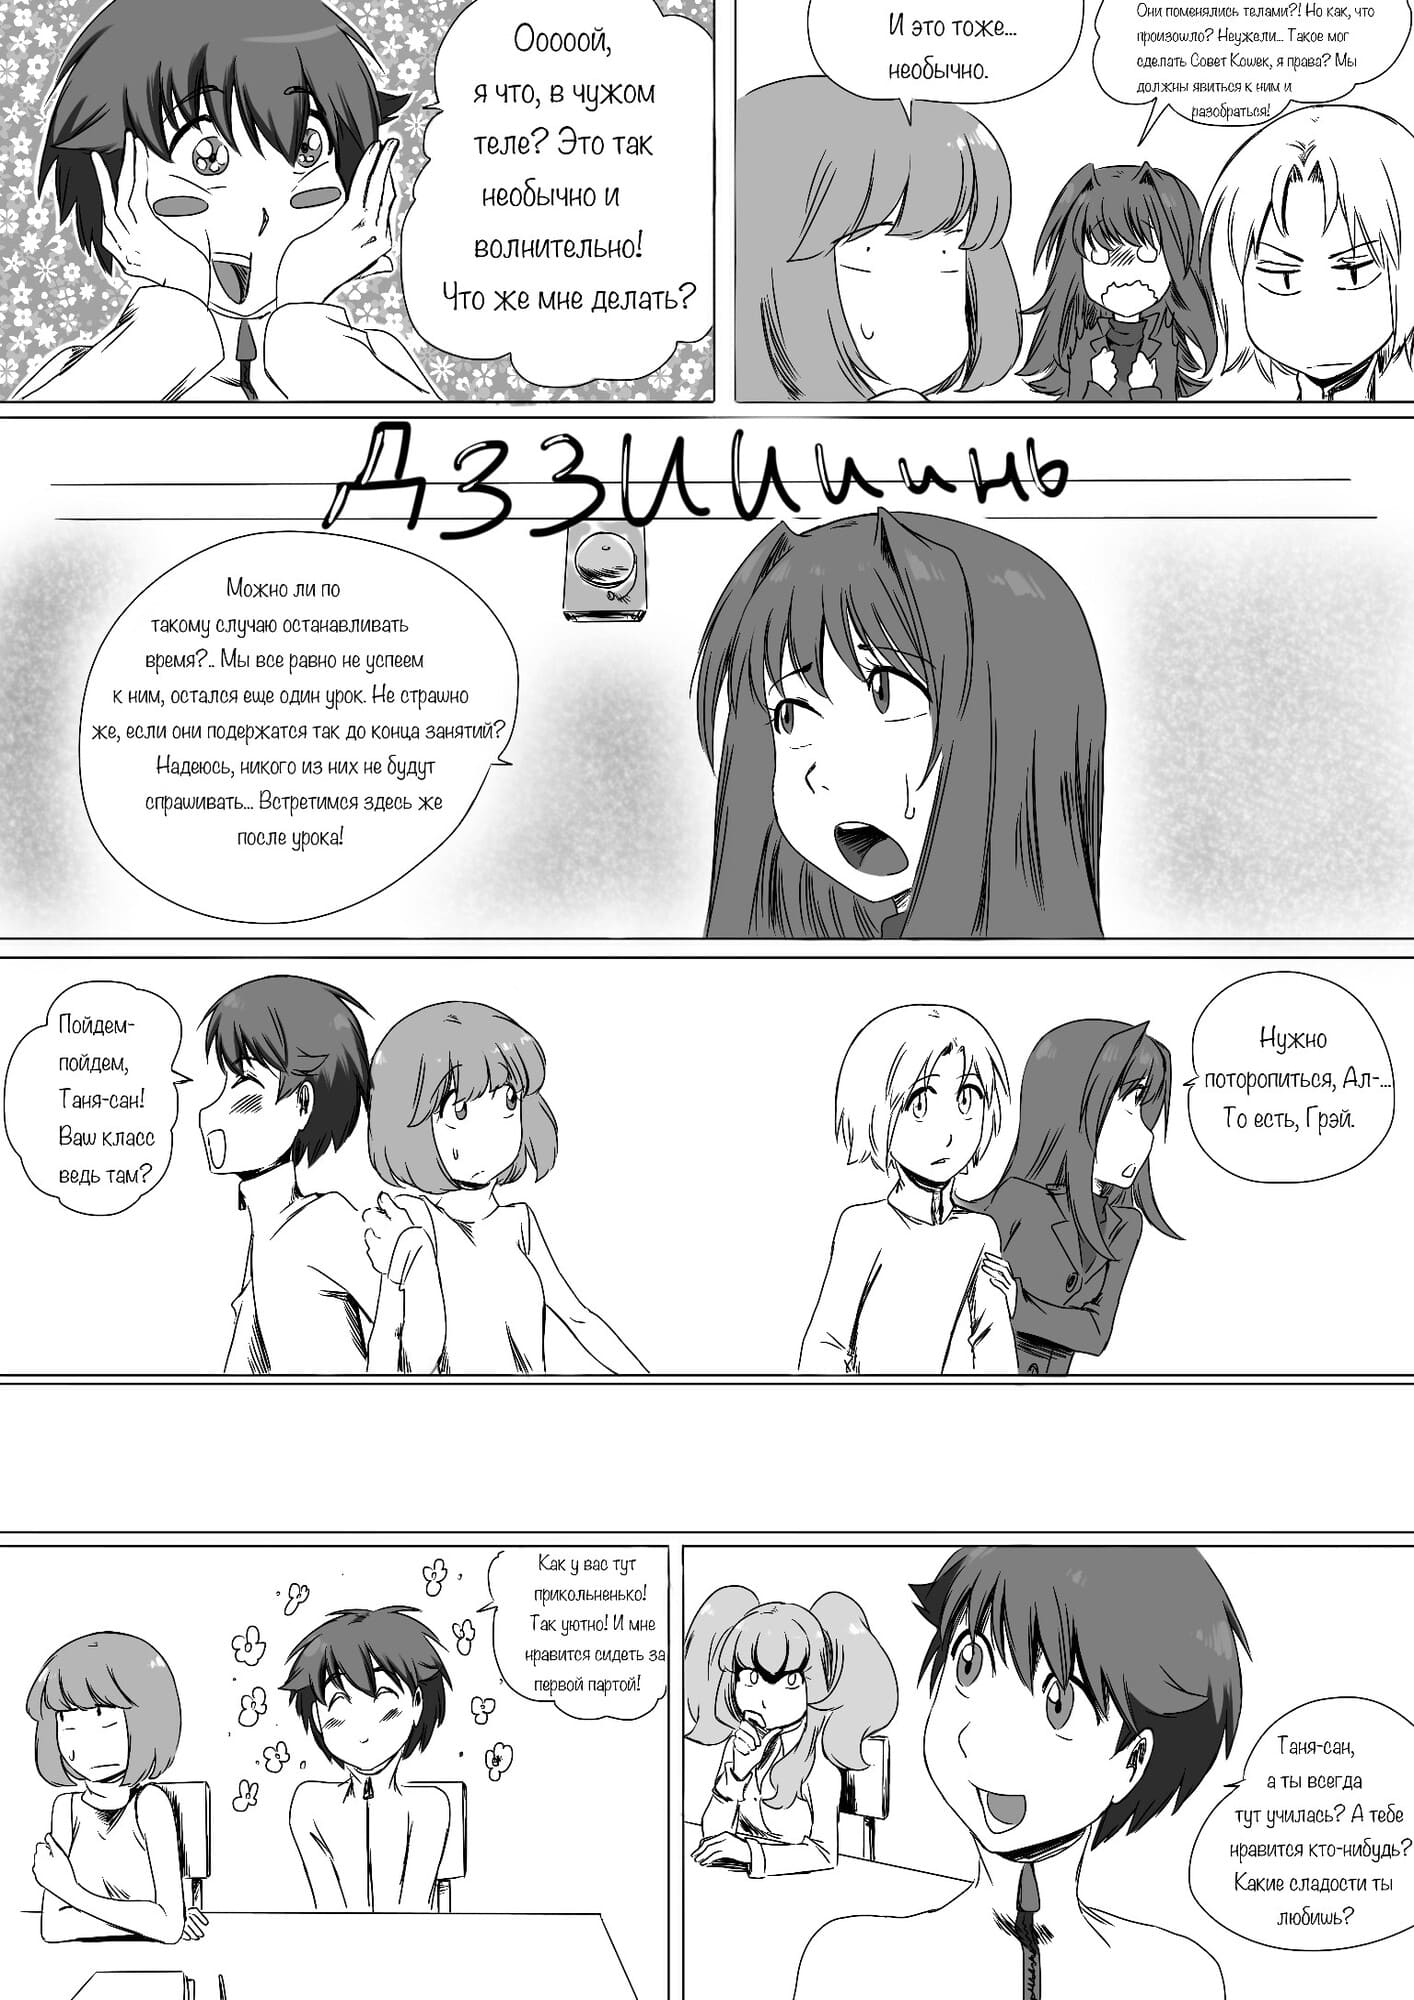 Ооооой,
я что, в чужом
теле? Это так
необычно и
волнительно!
Что же мне делать?
И это тоже...
необычно.
Они поменялись телами?! Но как, что
произошло? Неужели... Такое мог
сделать Совет Кошек, я права? Мы
должны явиться к ним и
разобраться!
Дззиииинь
Можно ли по
такому случаю останавливать
время?.. Мы все равно не успеем
к ним, остался еще один урок. Не страшно
же, если они подержатся так до конца занятий?
Надеюсь, никого из них не будут
спрашивать... Встретимся здесь же
после урока!
Пойдем-
пойдем,
Таня-сан!
Ваш класс
ведь там?
Нужно
поторопиться, Ал-...
То есть, Грэй.
Как у вас тут
прикольненько!
Так уютно! И мне
нравится сидеть за
первой партой!
Таня-сан,
а ты всегда
тут училась? А тебе
нравится кто-нибудь?
Какие сладости ты
любишь?